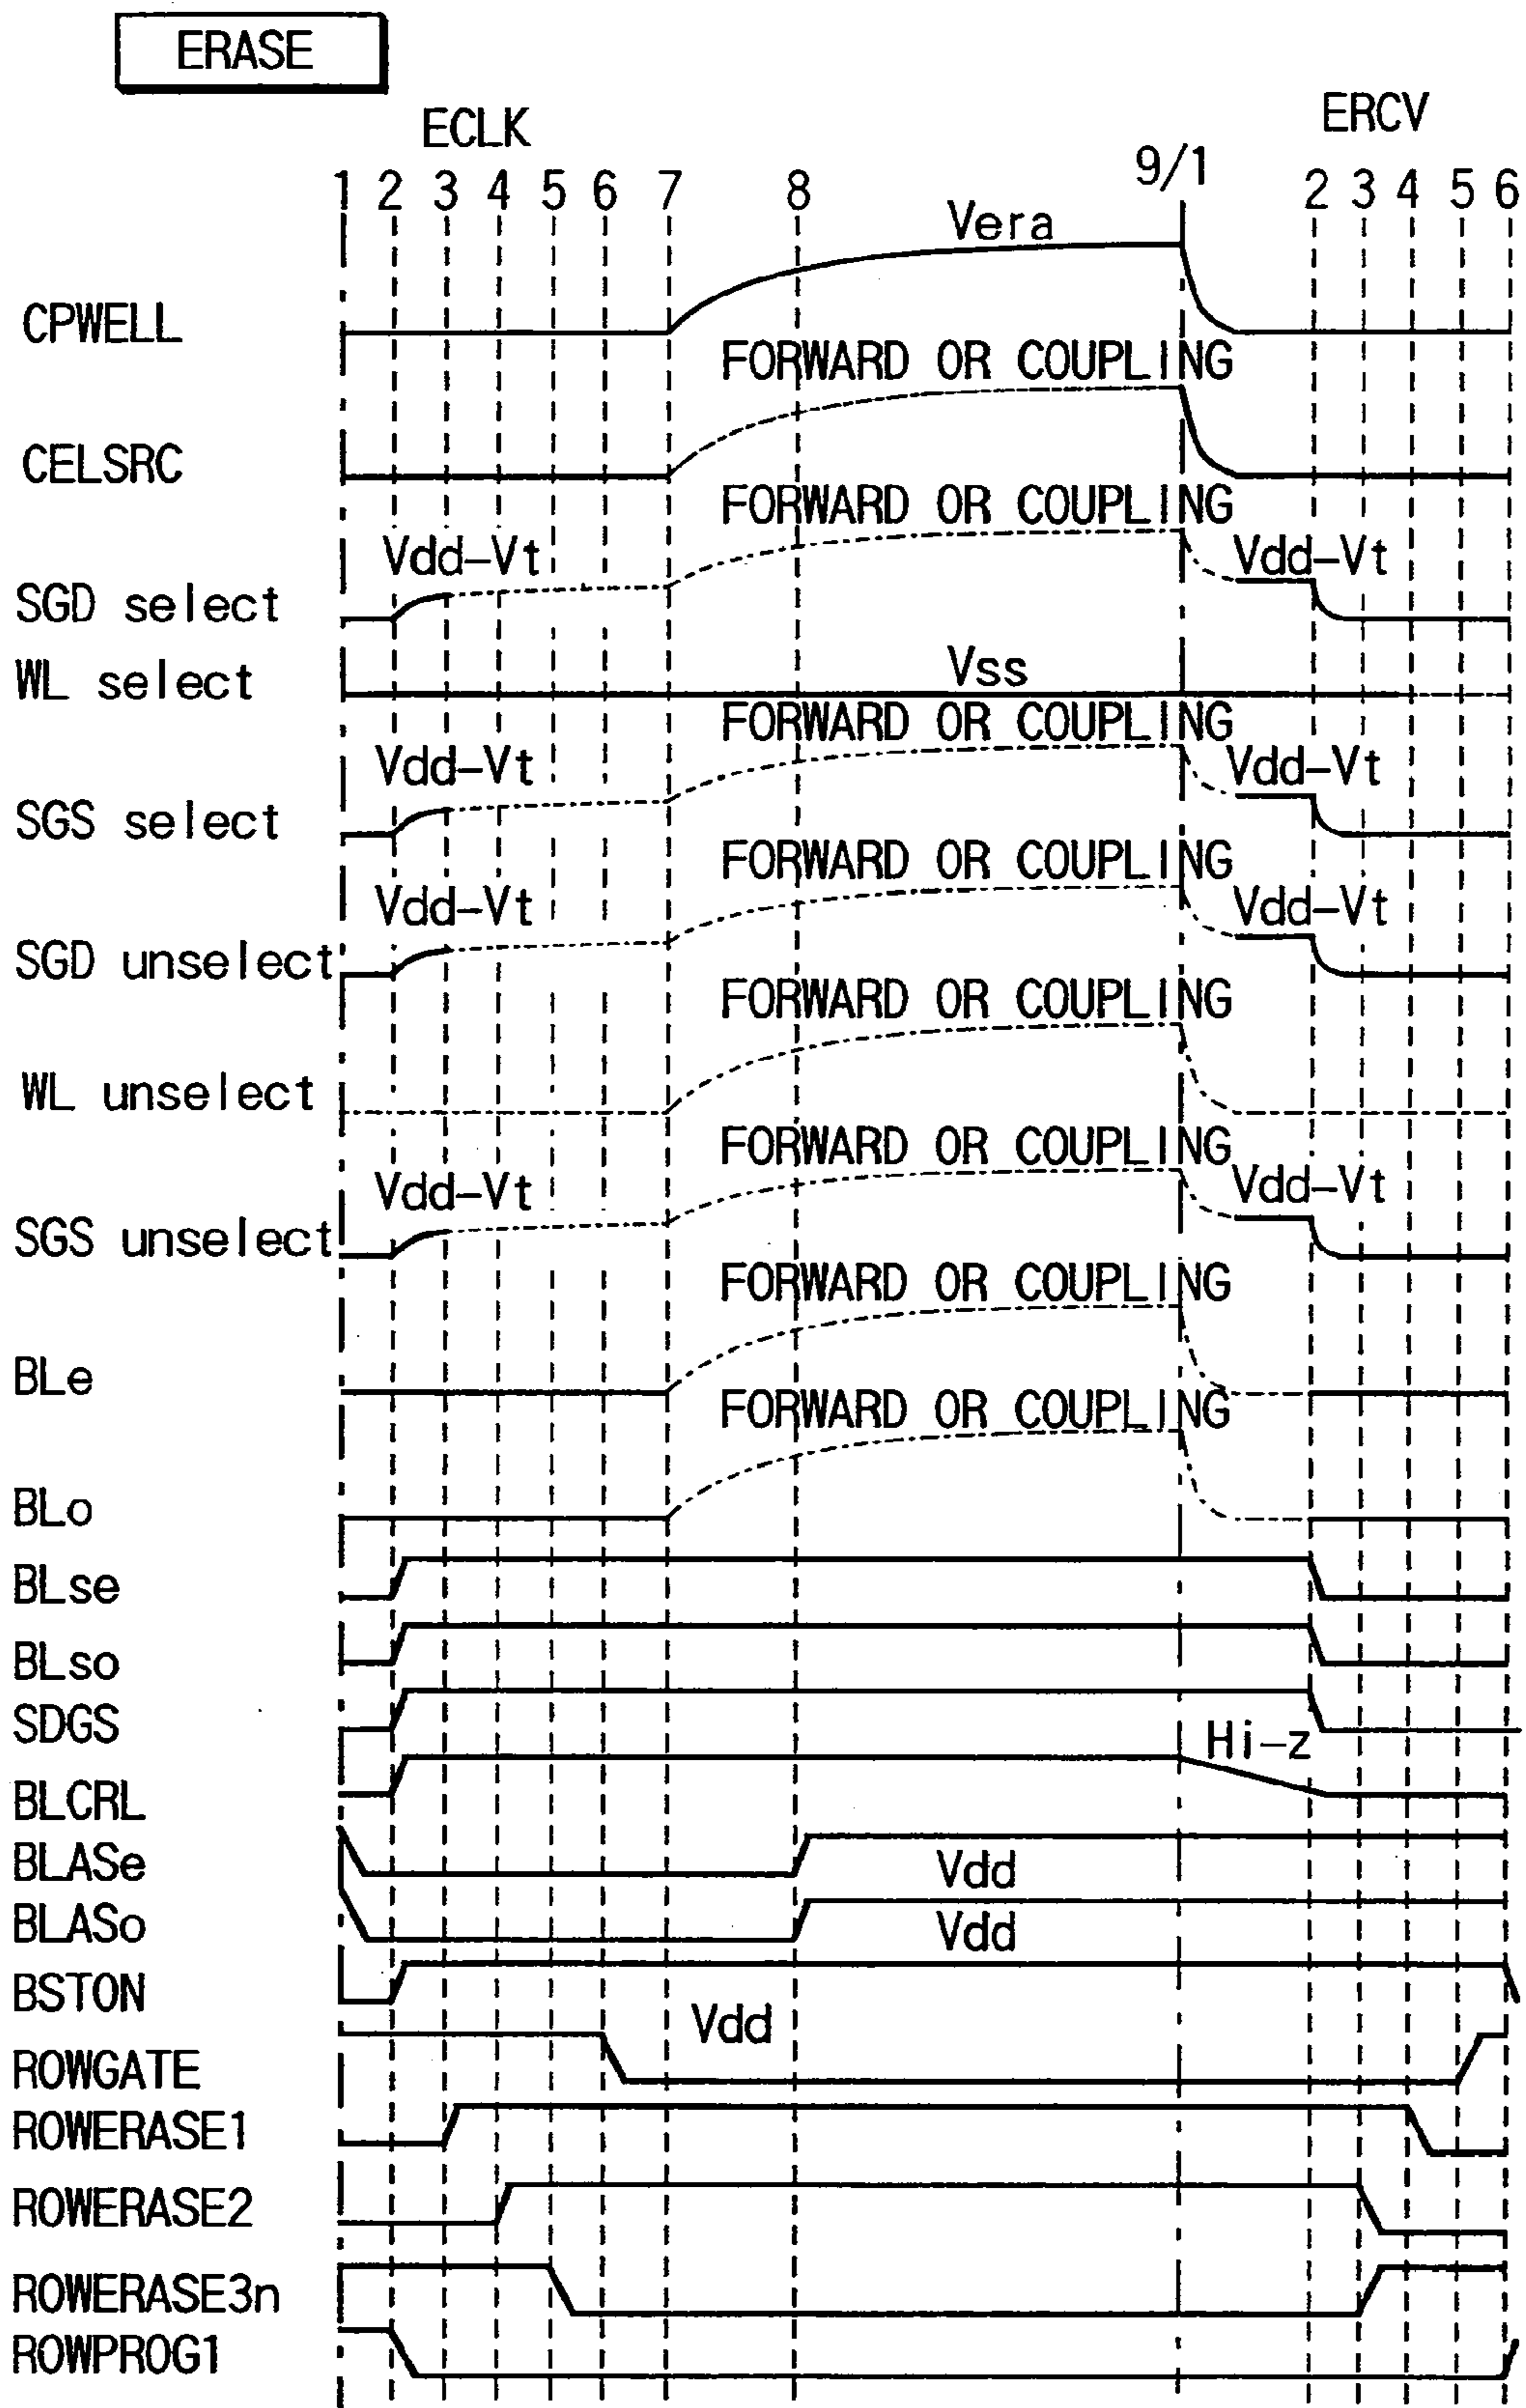 ERASE
ECLK ERCV
1 2 3 4 5 6 7 8 9/1 2 3 4 5 6
Vera
CPWELL
FORWARD OR COUPLING
CELSRC
FORWARD OR COUPLING
Vdd-Vt Vdd-Vt
SGD select
WL select Vss
FORWARD OR COUPLING
Vdd-Vt Vdd-Vt
SGS select
FORWARD OR COUPLING
Vdd-Vt Vdd-Vt
SGD unselect
FORWARD OR COUPLING
WL unselect
FORWARD OR COUPLING
Vdd-Vt Vdd-Vt
SGS unselect
FORWARD OR COUPLING
BLe
FORWARD OR COUPLING
BLo
BLse
BLso
SDGS
Hi-z
BLCRL
BLASe Vdd
BLASo Vdd
BSTON
Vdd
ROWGATE
ROWERASE1
ROWERASE2
ROWERASE3n
ROWPROG1